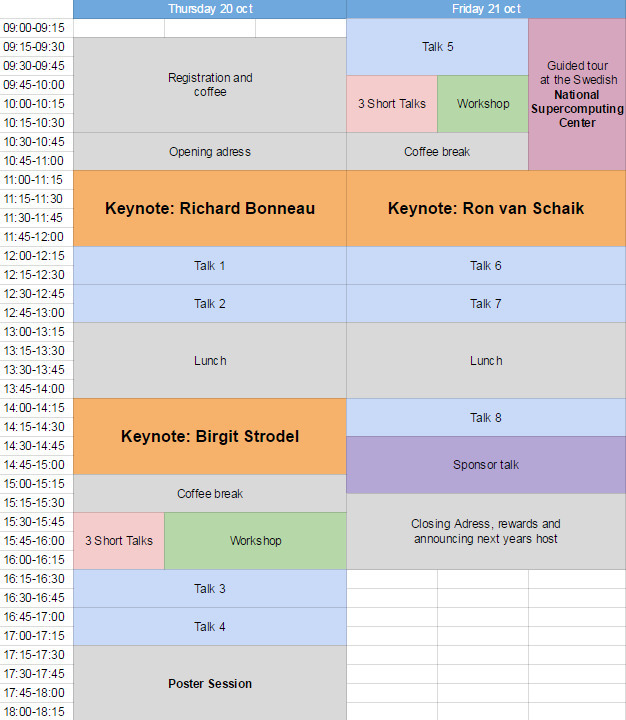 Thursday 20 oct
Friday 21 oct
09:00-09:15
09:15-09:30
09:30-09:45
09:45-10:00
10:00-10:15
10:15-10:30
10:30-10:45
10:45-11:00
11:00-11:15
11:15-11:30
11:30-11:45
11:45-12:00
12:00-12:15
12:15-12:30
12:30-12:45
12:45-13:00
13:00-13:15
13:15-13:30
13:30-13:45
13:45-14:00
14:00-14:15
14:15-14:30
14:30-14:45
14:45-15:00
15:00-15:15
15:15-15:30
15:30-15:45
15:45-16:00
16:00-16:15
16:15-16:30
16:30-16:45
16:45-17:00
17:00-17:15
17:15-17:30
17:30-17:45
17:45-18:00
18:00-18:15
Registration and
coffee
Opening adress
Keynote: Richard Bonneau
Talk 1
Talk 2
Lunch
Keynote: Birgit Strodel
Coffee break
3 Short Talks
Workshop
Talk 3
Talk 4
Poster Session
Talk 5
3 Short Talks
Workshop
Guided tour
at the Swedish
National
Supercomputing
Center
Coffee break
Keynote: Ron van Schaik
Talk 6
Talk 7
Lunch
Talk 8
Sponsor talk
Closing Adress, rewards and
announcing next years host